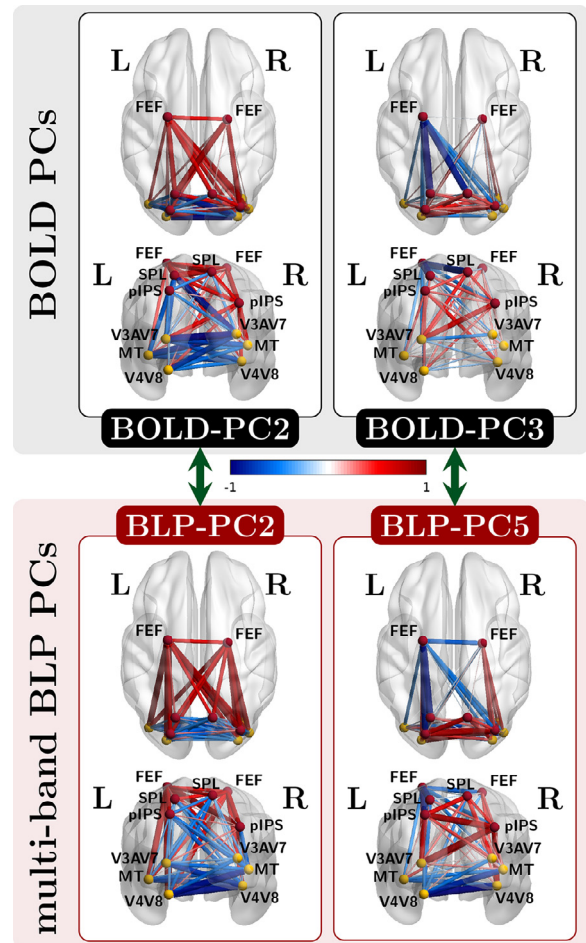 BOLD PCs
L R
FEF FEF
L R
FEF SPL FEF
SPL
pIPS pIPS
V3AV7 V3AV7
MT MT
V4V8 V4V8
BOLD-PC2
L R
FEF FEF
L R
FEF SPL FEF
SPL
pIPS pIPS
V3AV7 V3AV7
MT MT
V4V8 V4V8
BOLD-PC3
-1 1
multi-band BLP PCs
BLP-PC2
L R
FEF FEF
L R
FEF SPL FEF
SPL
pIPS pIPS
V3AV7 V3AV7
MT MT
V4V8 V4V8
BLP-PC5
L R
FEF FEF
L R
FEF SPL FEF
SPL
pIPS pIPS
V3AV7 V3AV7
MT MT
V4V8 V4V8